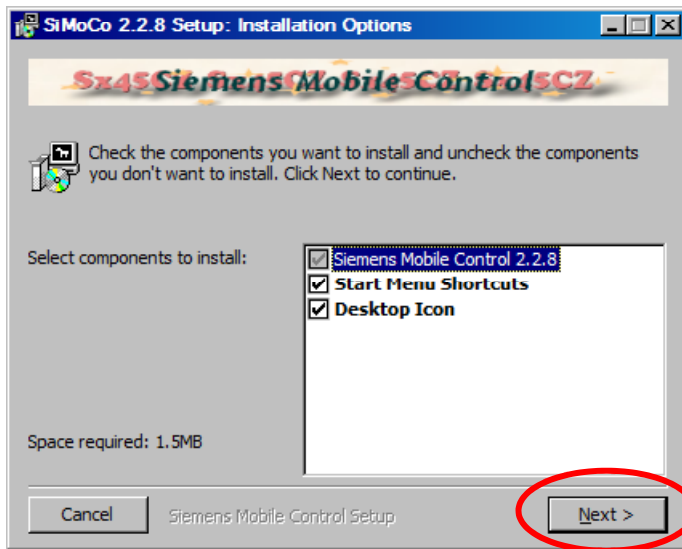 SiMoCo 2.2.8 Setup: Installation Options
Siemens Mobile Control
Check the components you want to install and uncheck the components
you don't want to install. Click Next to continue.
Select components to install:
Siemens Mobile Control 2.2.8
Start Menu Shortcuts
Desktop Icon
Space required: 1.5MB
Cancel
Siemens Mobile Control Setup
Next >